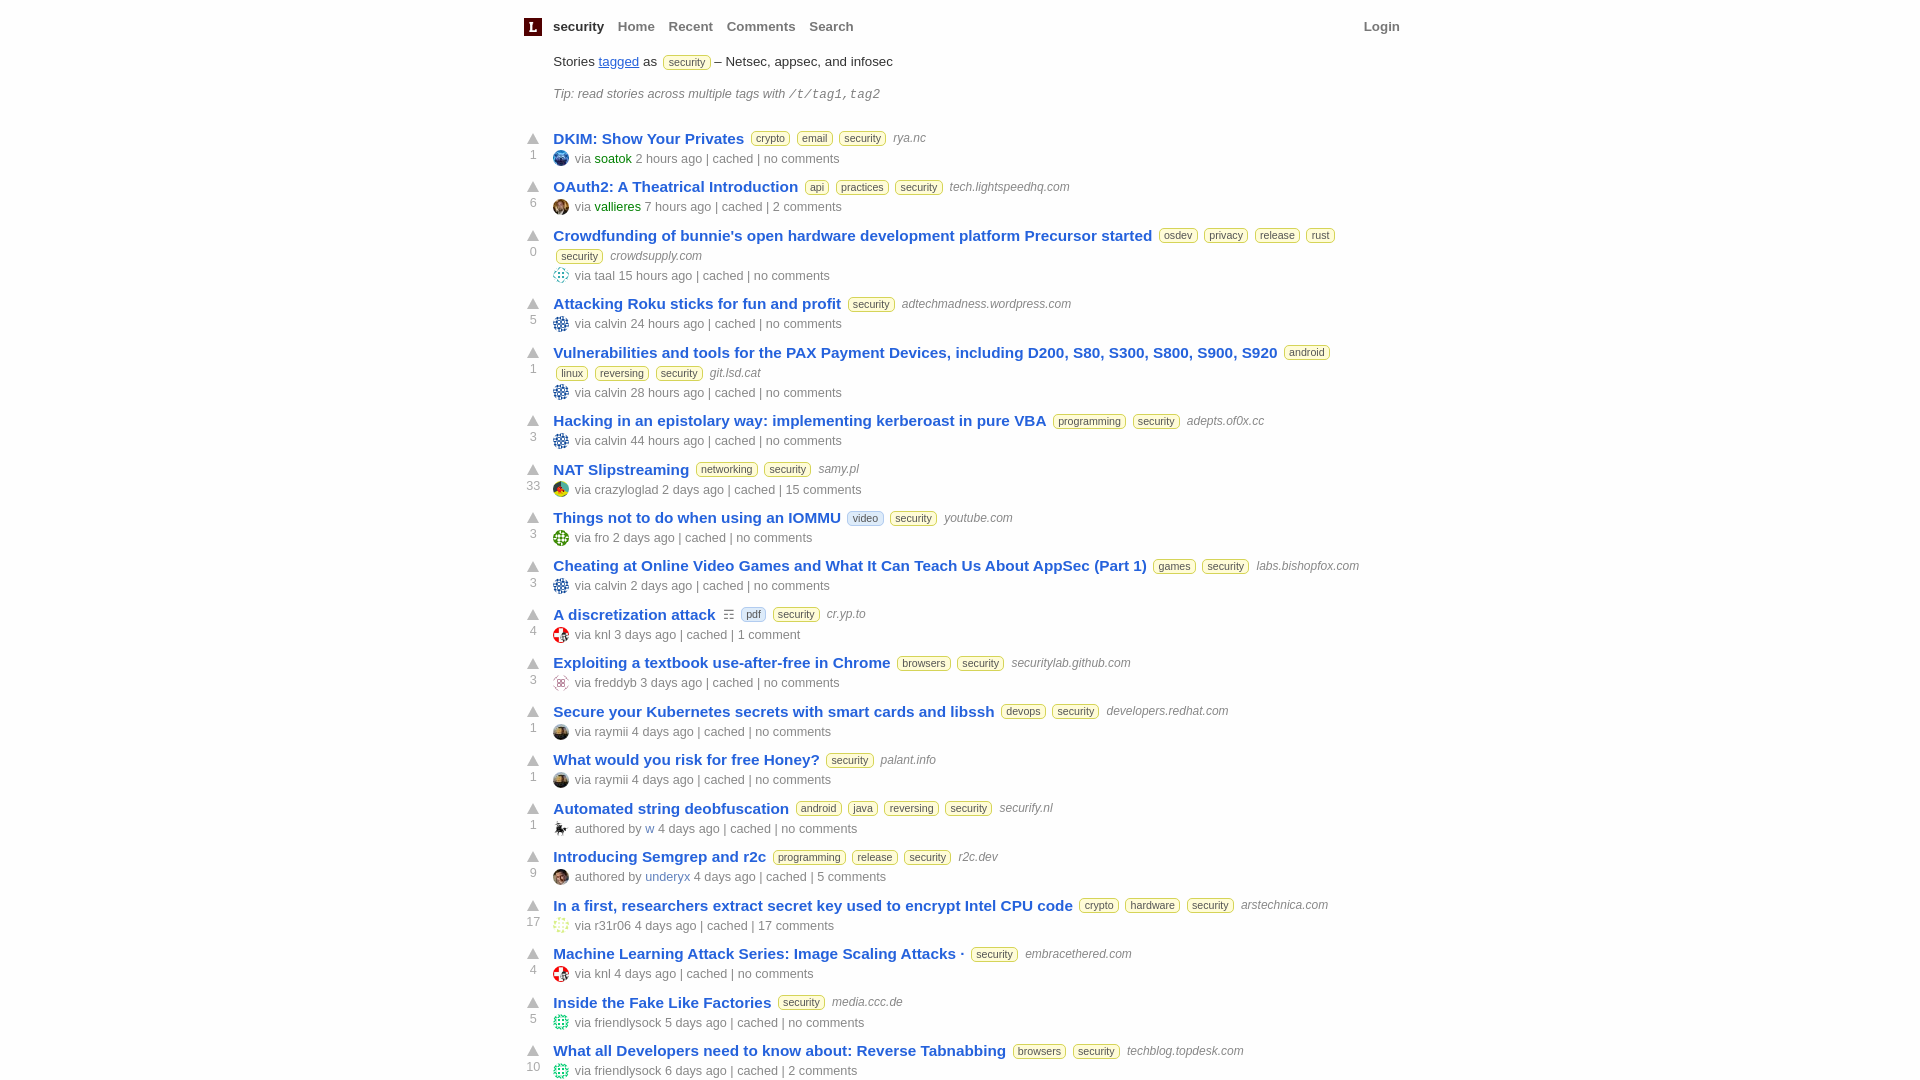 L security Home Recent Comments Search Login
Stories tagged as security – Netsec, appsec, and infosec
Tip: read stories across multiple tags with /t/tag1,tag2
DKIM: Show Your Privates crypto email security rya.nc
1 via soatok 2 hours ago | cached | no comments
OAuth2: A Theatrical Introduction api practices security tech.lightspeedhq.com
6 via vallieres 7 hours ago | cached | 2 comments
Crowdfunding of bunnie's open hardware development platform Precursor started osdev privacy release rust
0 security crowdsupply.com
via taal 15 hours ago | cached | no comments
Attacking Roku sticks for fun and profit security adtechmadness.wordpress.com
5 via calvin 24 hours ago | cached | no comments
Vulnerabilities and tools for the PAX Payment Devices, including D200, S80, S300, S800, S900, S920 android
1 linux reversing security git.lsd.cat
via calvin 28 hours ago | cached | no comments
Hacking in an epistolary way: implementing kerberoast in pure VBA programming security adepts.of0x.cc
3 via calvin 44 hours ago | cached | no comments
NAT Slipstreaming networking security samy.pl
33 via crazyloglad 2 days ago | cached | 15 comments
Things not to do when using an IOMMU video security youtube.com
3 via fro 2 days ago | cached | no comments
Cheating at Online Video Games and What It Can Teach Us About AppSec (Part 1) games security labs.bishopfox.com
3 via calvin 2 days ago | cached | no comments
A discretization attack ☶ pdf security cr.yp.to
4 via knl 3 days ago | cached | 1 comment
Exploiting a textbook use-after-free in Chrome browsers security securitylab.github.com
3 via freddyb 3 days ago | cached | no comments
Secure your Kubernetes secrets with smart cards and libssh devops security developers.redhat.com
1 via raymii 4 days ago | cached | no comments
What would you risk for free Honey? security palant.info
1 via raymii 4 days ago | cached | no comments
Automated string deobfuscation android java reversing security securify.nl
1 authored by w 4 days ago | cached | no comments
Introducing Semgrep and r2c programming release security r2c.dev
9 authored by underyx 4 days ago | cached | 5 comments
In a first, researchers extract secret key used to encrypt Intel CPU code crypto hardware security arstechnica.com
17 via r31r06 4 days ago | cached | 17 comments
Machine Learning Attack Series: Image Scaling Attacks · security embracethered.com
4 via knl 4 days ago | cached | no comments
Inside the Fake Like Factories security media.ccc.de
5 via friendlysock 5 days ago | cached | no comments
What all Developers need to know about: Reverse Tabnabbing browsers security techblog.topdesk.com
10 via friendlysock 6 days ago | cached | 2 comments